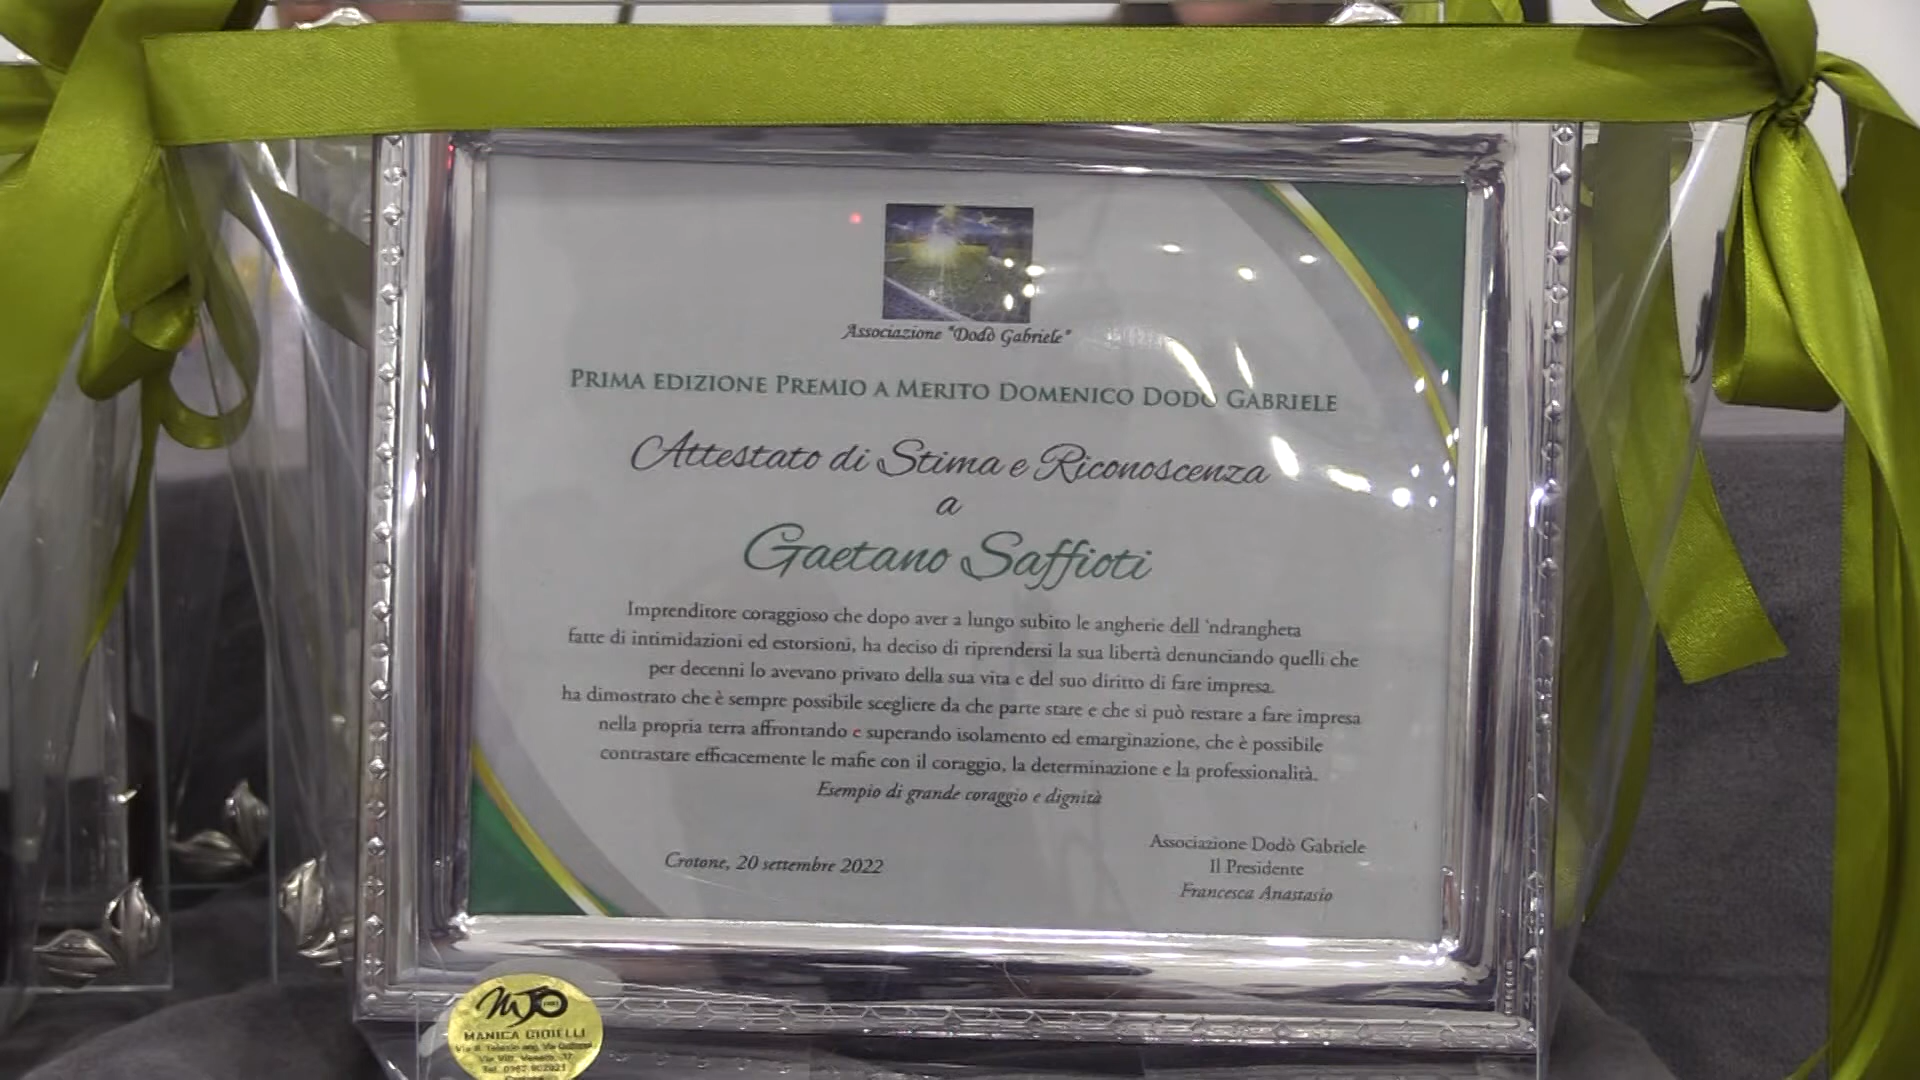 Associazione "Dodò Gabriele"
PRIMA EDIZIONE PREMIO A MERITO DOMENICO DODÒ GABRIELE
Attestato di Stima e Riconoscenza
a
Gaetano Saffioti
Imprenditore coraggioso che dopo aver a lungo subito le angherie dell 'ndrangheta
fatte di intimidazioni ed estorsioni, ha deciso di riprendersi la sua libertà denunciando quelli che
per decenni lo avevano privato della sua vita e del suo diritto di fare impresa.
ha dimostrato che è sempre possibile scegliere da che parte stare e che si può restare a fare impresa
nella propria terra affrontando e superando isolamento ed emarginazione, che è possibile
contrastare efficacemente le mafie con il coraggio, la determinazione e la professionalità.
Esempio di grande coraggio e dignità
Crotone, 20 settembre 2022
Associazione Dodò Gabriele
Il Presidente
Francesca Anastasio
MANICA GIOIELLI